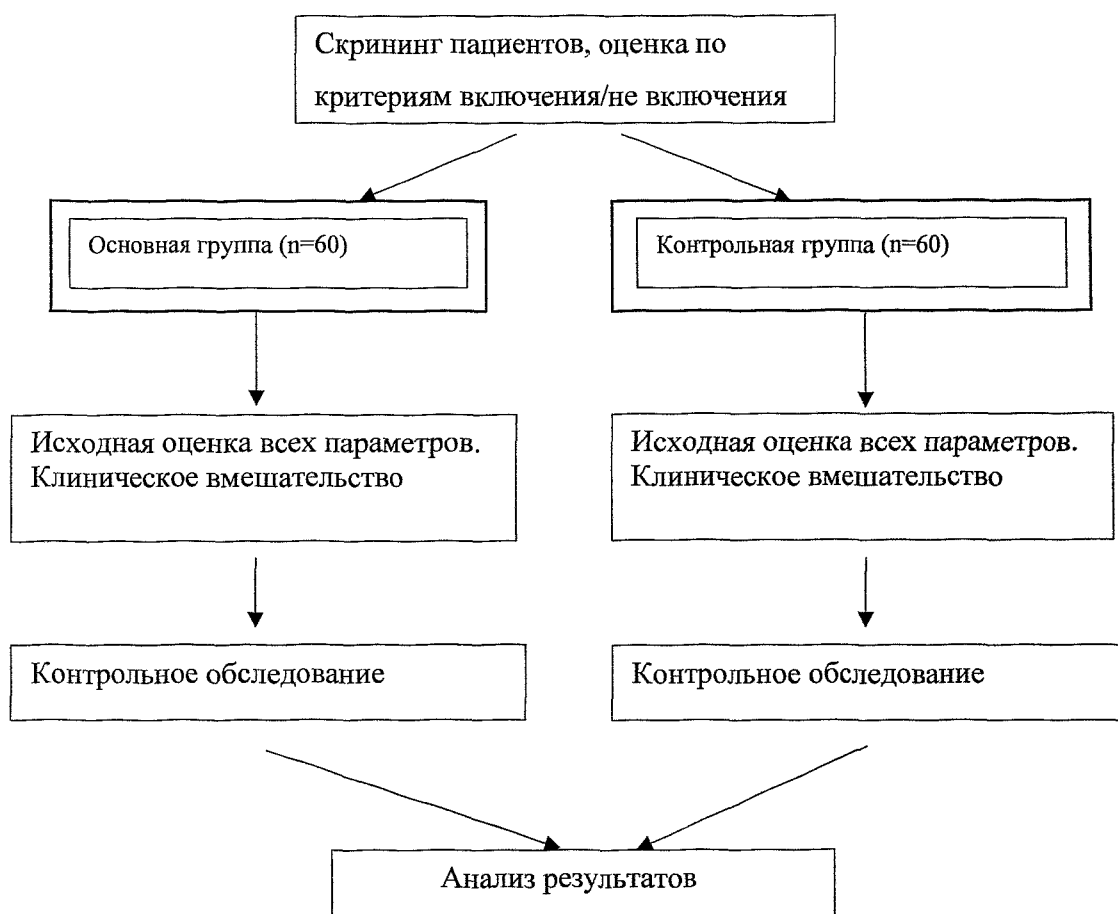 Скрининг пациентов, оценка по
критериям включения/не включения
Основная группа (n=60)
Контрольная группа (n=60)
Исходная оценка всех параметров.
Клиническое вмешательство
Исходная оценка всех параметров.
Клиническое вмешательство
Контрольное обследование
Контрольное обследование
Анализ результатов